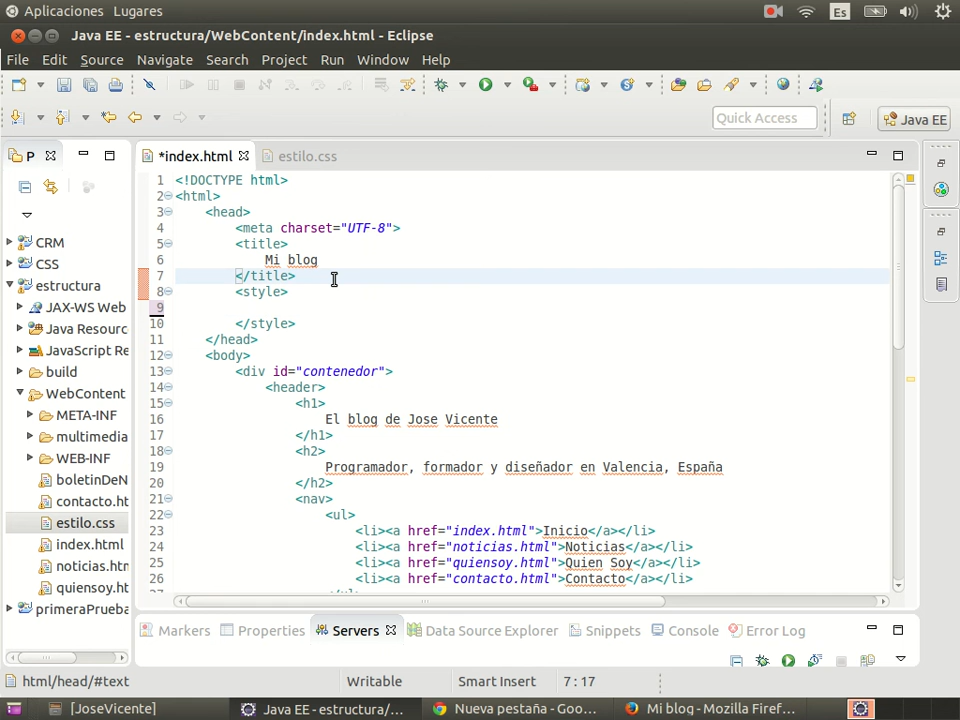 Aplicaciones Lugares
Es
Java EE - estructura/WebContent/index.html - Eclipse
File Edit Source Navigate Search Project Run Window Help
Quick Access
Java EE
P
*index.html
estilo.css
CRM
CSS
estructura
JAX-WS Web
Java Resourc
JavaScript Re
build
WebContent
META-INF
multimedia
WEB-INF
boletinDeN
contacto.ht
estilo.css
index.html
noticias.htn
quiensoy.ht
primeraPrueba
1 <!DOCTYPE html>
2 <html>
3 <head>
4 <meta charset="UTF-8">
5 <title>
6 Mi blog
7 </title>
8 <style>
9
10 </style>
11 </head>
12 <body>
13 <div id="contenedor">
14 <header>
15 <h1>
16 El blog de Jose Vicente
17 </h1>
18 <h2>
19 Programador, formador y diseñador en Valencia, España
20 </h2>
21 <nav>
22 <ul>
23 <li><a href="index.html">Inicio</a></li>
24 <li><a href="noticias.html">Noticias</a></li>
25 <li><a href="quiensoy.html">Quien Soy</a></li>
26 <li><a href="contacto.html">Contacto</a></li>
Markers Properties Servers Data Source Explorer Snippets Console Error Log
html/head/#text Writable Smart Insert 7 : 17
[JoseVicente] Java EE - estructura/... Nueva pestaña - Goo... Mi blog - Mozilla Firef...